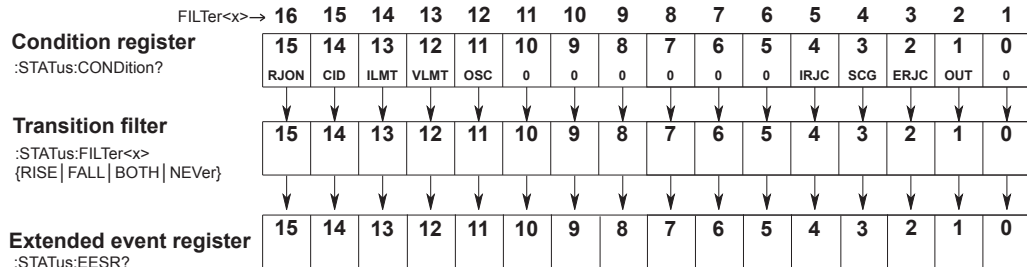 FILTer<x>→ 16 15 14 13 12 11 10 9 8 7 6 5 4 3 2 1
Condition register 15 14 13 12 11 10 9 8 7 6 5 4 3 2 1 0
:STATus:CONDition? RJON CID ILMT VLMT OSC 0 0 0 0 0 0 IRJC SCG ERJC OUT 0
Transition filter 15 14 13 12 11 10 9 8 7 6 5 4 3 2 1 0
:STATus:FILTer<x>
{RISE|FALL|BOTH|NEVer}
Extended event register 15 14 13 12 11 10 9 8 7 6 5 4 3 2 1 0
:STATus:EESR?